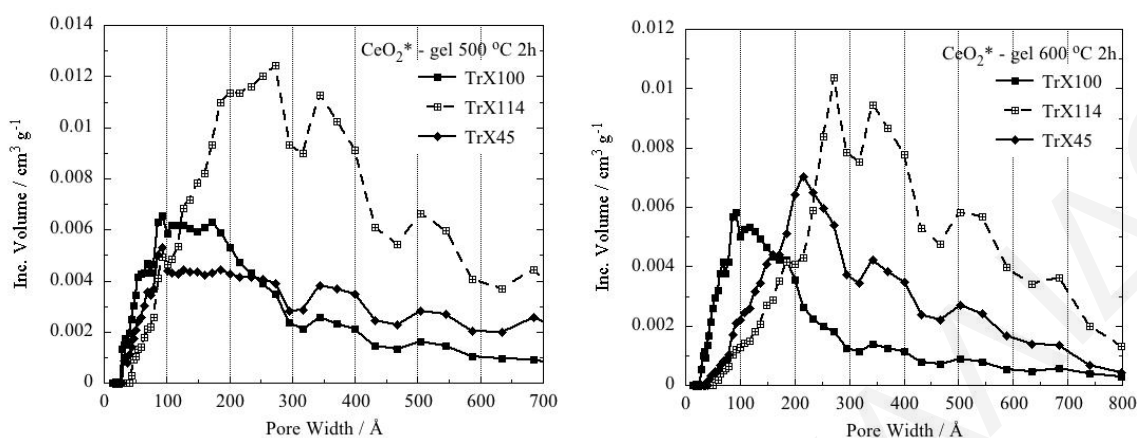 0.014
0.012
0.01
0.008
0.006
0.004
0.002
0
Inc. Volume / cm³ g⁻¹
CeO₂* - gel 500 °C 2h
TrX100
TrX114
TrX45
0 100 200 300 400 500 600 700
Pore Width / Å
0.012
0.01
0.008
0.006
0.004
0.002
0
Inc. Volume / cm³ g⁻¹
CeO₂* - gel 600 °C 2h
TrX100
TrX114
TrX45
0 100 200 300 400 500 600 700 800
Pore Width / Å